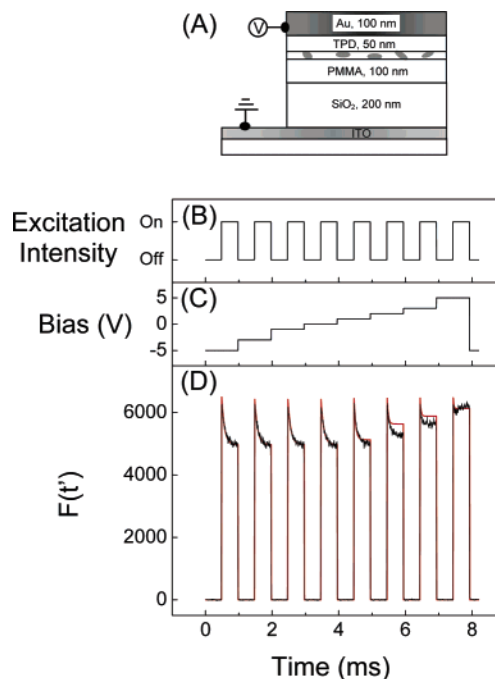 (A)
V
Au, 100 nm
TPD, 50 nm
PMMA, 100 nm
SiO₂, 200 nm
ITO
Excitation
Intensity
On
Off
(B)
Bias (V)
5
0
-5
(C)
F(t')
6000
4000
2000
0
(D)
0 2 4 6 8
Time (ms)